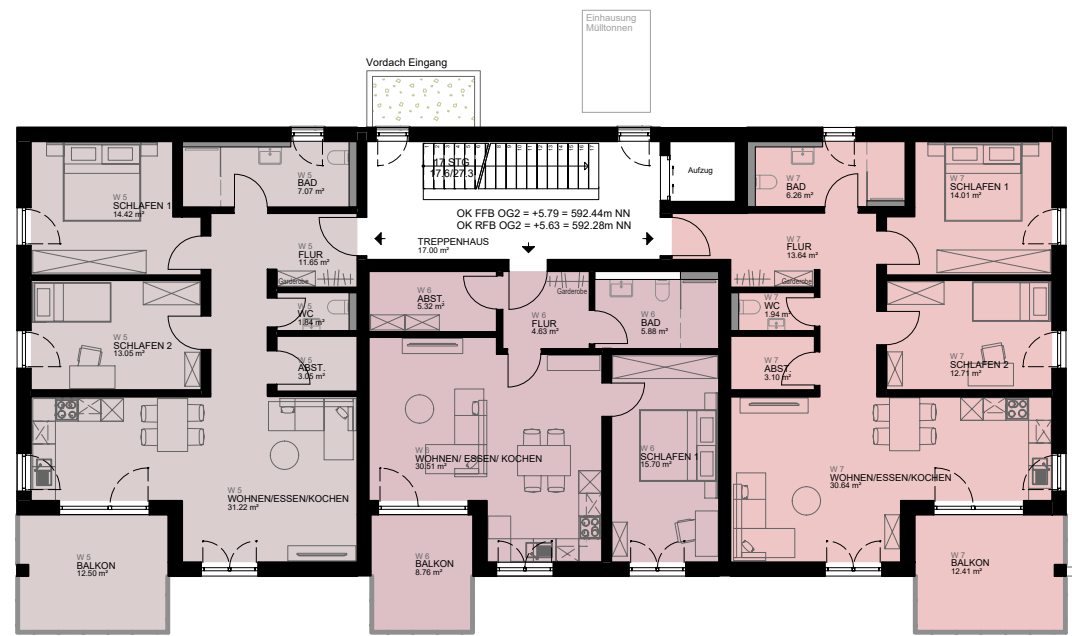 Einhausung
Mülltonnen
Vordach Eingang
17 STG
17.6/27.3
Aufzug
OK FFB OG2 = +5.79 = 592.44m NN
OK RFB OG2 = +5.63 = 592.28m NN
TREPPENHAUS
17.00 m²
W 5
SCHLAFEN 1
14.42 m²
W 5
BAD
7.07 m²
W 5
FLUR
11.65 m²
Garderobe
W 5
WC
1.84 m²
W 5
SCHLAFEN 2
13.05 m²
W 5
ABST.
3.05 m²
W 5
WOHNEN/ESSEN/KOCHEN
31.22 m²
W 5
BALKON
12.50 m²
W 6
ABST.
5.32 m²
Garderobe
W 6
FLUR
4.63 m²
W 6
BAD
5.88 m²
W 6
WOHNEN/ ESSEN/ KOCHEN
30.51 m²
W 6
SCHLAFEN 1
15.70 m²
W 6
BALKON
8.76 m²
W 7
BAD
6.26 m²
W 7
SCHLAFEN 1
14.01 m²
W 7
FLUR
13.64 m²
Garderobe
W 7
WC
1.94 m²
W 7
ABST.
3.10 m²
W 7
SCHLAFEN 2
12.71 m²
W 7
WOHNEN/ESSEN/KOCHEN
30.64 m²
W 7
BALKON
12.41 m²